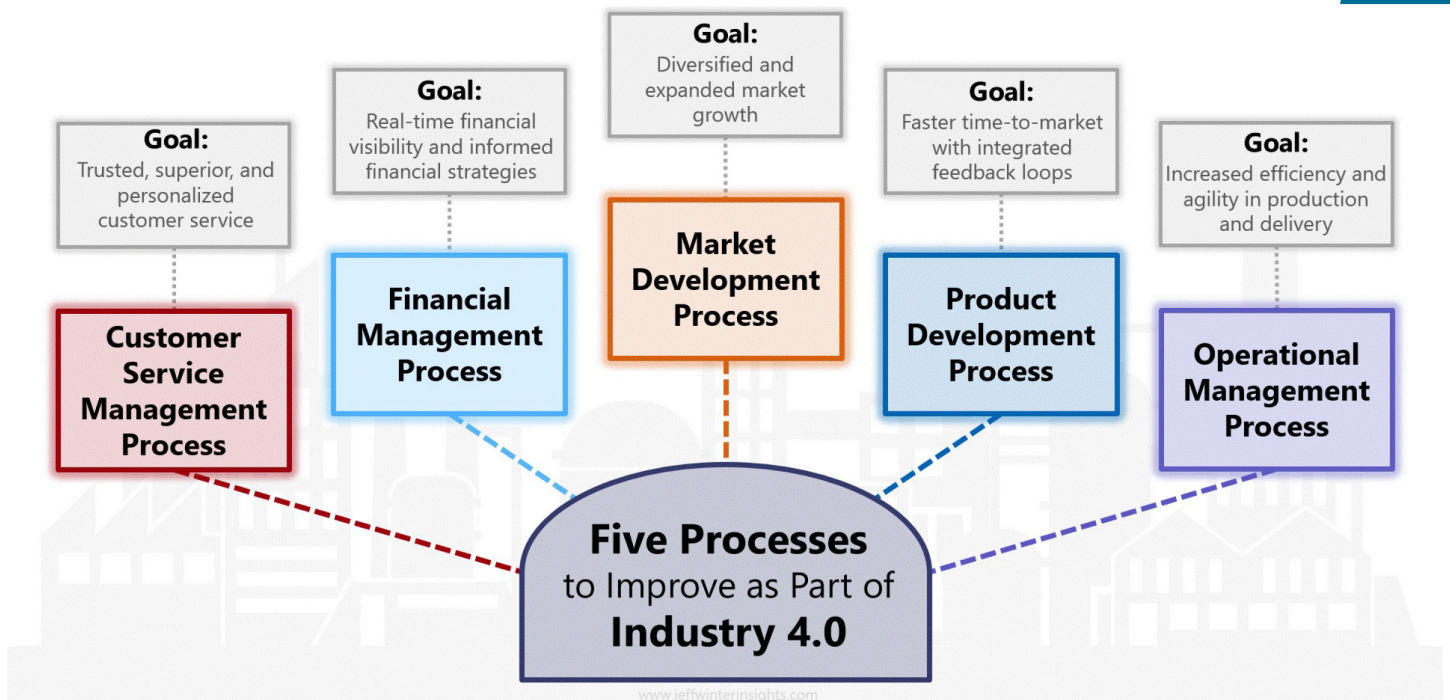 Goal:
Trusted, superior, and
personalized
customer service
Customer
Service
Management
Process
Goal:
Real-time financial
visibility and informed
financial strategies
Financial
Management
Process
Goal:
Diversified and
expanded market
growth
Market
Development
Process
Goal:
Faster time-to-market
with integrated
feedback loops
Product
Development
Process
Goal:
Increased efficiency and
agility in production
and delivery
Operational
Management
Process
Five Processes
to Improve as Part of
Industry 4.0
www.jeffwinterinsights.com